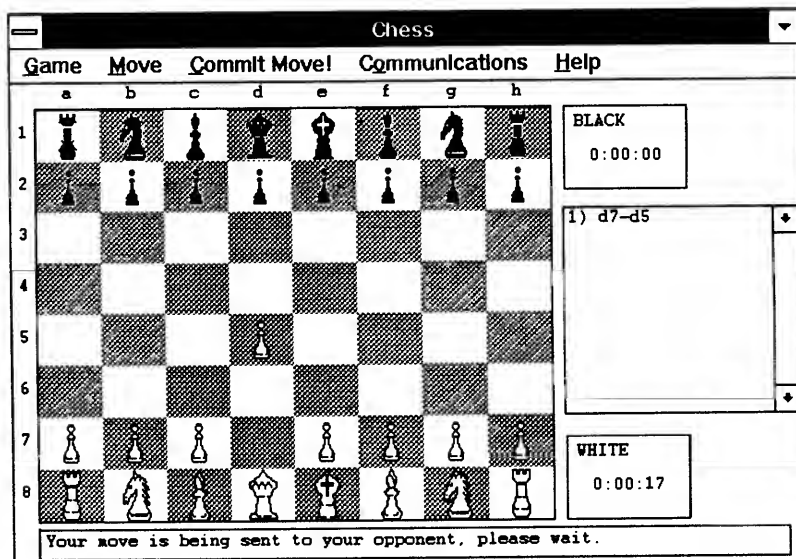 Chess
Game Move Commit Move! Communications Help
a b c d e f g h
1
2
3
4
5
6
7
8
BLACK
0:00:00
1) d7-d5
WHITE
0:00:17
Your move is being sent to your opponent, please wait.